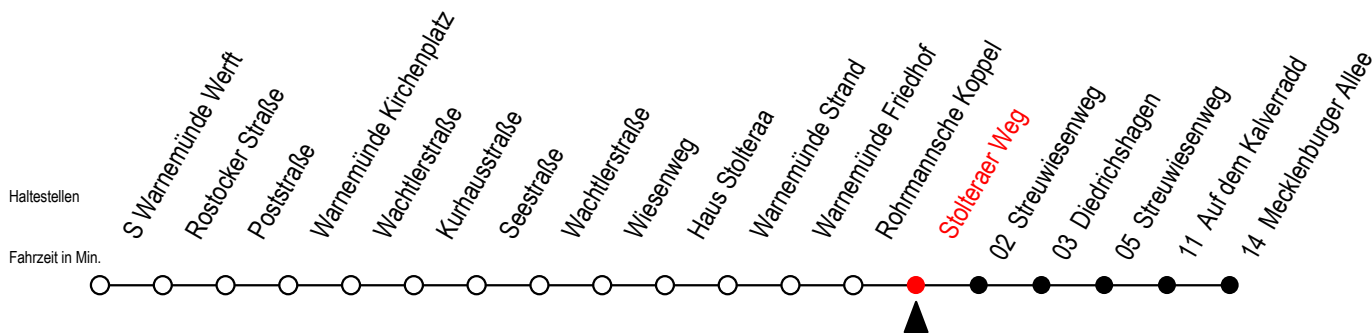 S Warnemünde Werft
Rostocker Straße
Poststraße
Warnemünde Kirchenplatz
Wachtlerstraße
Kurhausstraße
Seestraße
Wachtlerstraße
Wiesenweg
Haus Stolteraa
Warnemünde Strand
Warnemünde Friedhof
Rohrmannsche Koppel
Stolteraer Weg
02 Streuwiesenweg
03 Diedrichshagen
05 Streuwiesenweg
11 Auf dem Kalverradd
14 Mecklenburger Allee
Haltestellen
Fahrzeit in Min.